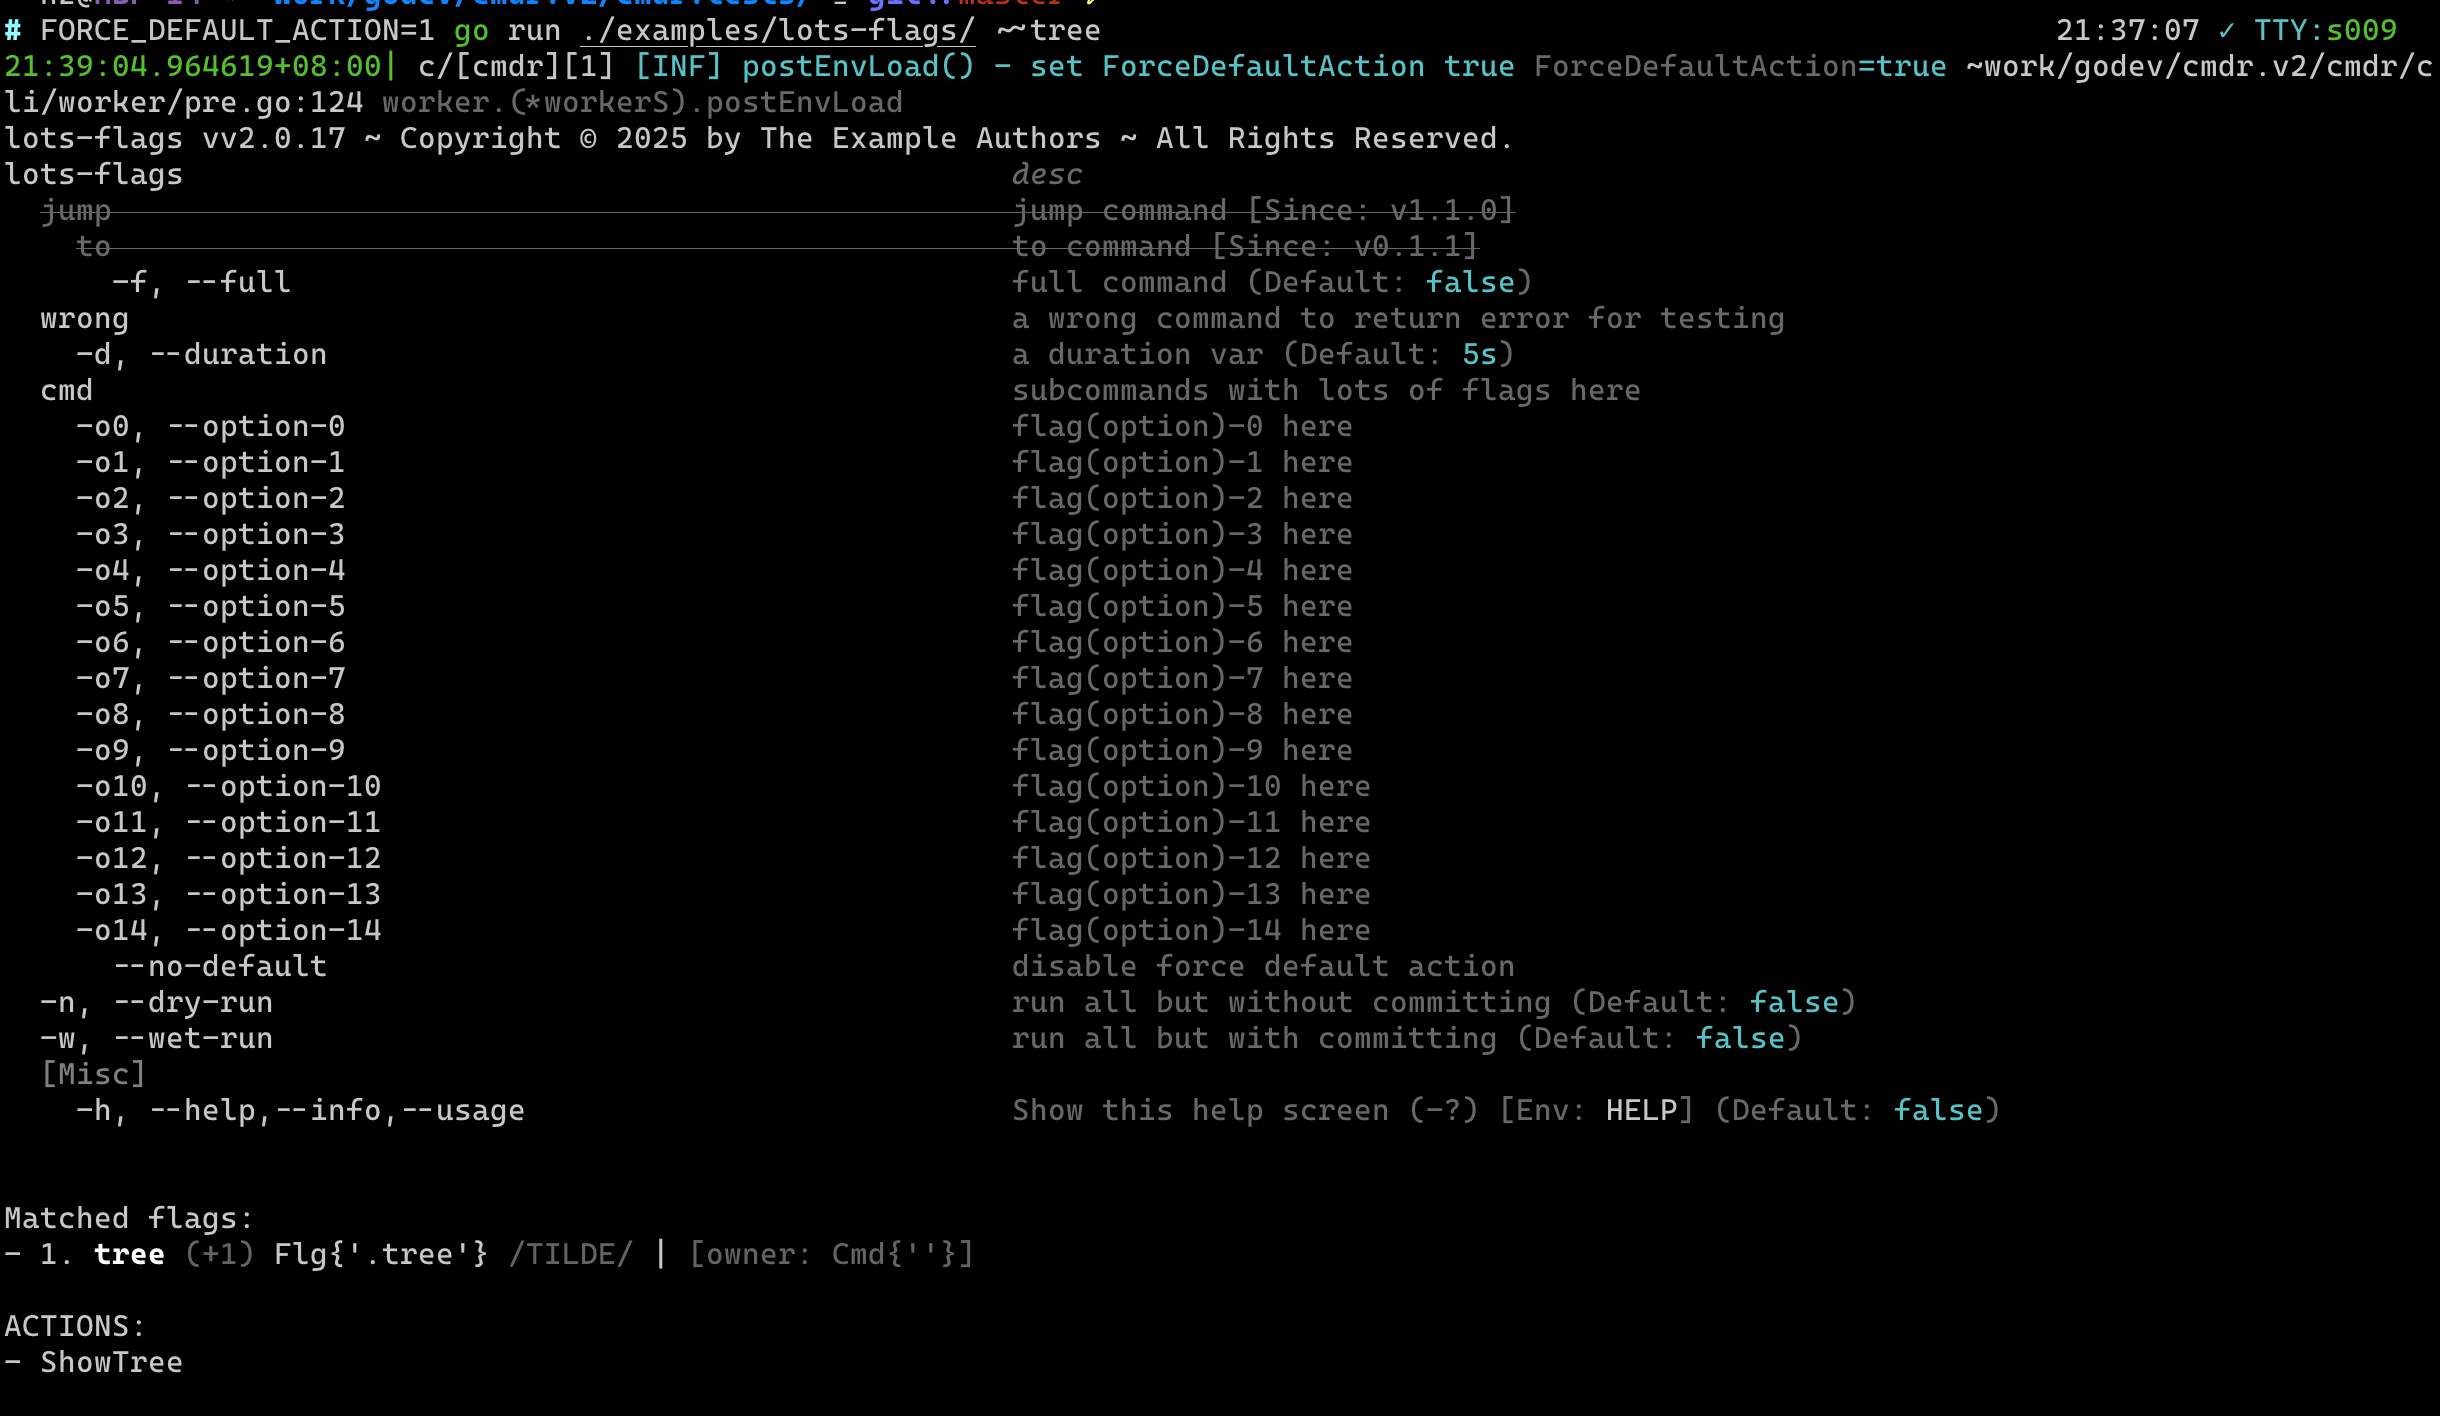 # FORCE_DEFAULT_ACTION=1 go run ./examples/lots-flags/ ~~tree 21:37:07 ✓ TTY:s009
21:39:04.964619+08:00| c/[cmdr][1] [INF] postEnvLoad() - set ForceDefaultAction true ForceDefaultAction=true ~work/godev/cmdr.v2/cmdr/c
li/worker/pre.go:124 worker.(*workerS).postEnvLoad
lots-flags vv2.0.17 ~ Copyright © 2025 by The Example Authors ~ All Rights Reserved.
lots-flags desc
jump jump command [Since: v1.1.0]
to to command [Since: v0.1.1]
-f, --full full command (Default: false)
wrong a wrong command to return error for testing
-d, --duration a duration var (Default: 5s)
cmd subcommands with lots of flags here
-o0, --option-0 flag(option)-0 here
-o1, --option-1 flag(option)-1 here
-o2, --option-2 flag(option)-2 here
-o3, --option-3 flag(option)-3 here
-o4, --option-4 flag(option)-4 here
-o5, --option-5 flag(option)-5 here
-o6, --option-6 flag(option)-6 here
-o7, --option-7 flag(option)-7 here
-o8, --option-8 flag(option)-8 here
-o9, --option-9 flag(option)-9 here
-o10, --option-10 flag(option)-10 here
-o11, --option-11 flag(option)-11 here
-o12, --option-12 flag(option)-12 here
-o13, --option-13 flag(option)-13 here
-o14, --option-14 flag(option)-14 here
--no-default disable force default action
-n, --dry-run run all but without committing (Default: false)
-w, --wet-run run all but with committing (Default: false)
[Misc]
-h, --help,--info,--usage Show this help screen (-?) [Env: HELP] (Default: false)
Matched flags:
- 1. tree (+1) Flg{'.tree'} /TILDE/ | [owner: Cmd{''}]
ACTIONS:
- ShowTree